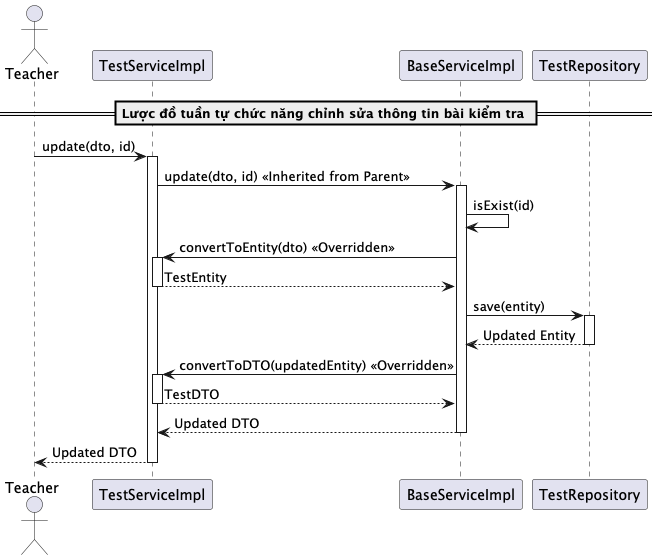 Teacher
TestServiceImpl
BaseServiceImpl
TestRepository
Lược đồ tuần tự chức năng chỉnh sửa thông tin bài kiểm tra
update(dto, id)
update(dto, id) «Inherited from Parent»
isExist(id)
convertToEntity(dto) «Overridden»
TestEntity
save(entity)
Updated Entity
convertToDTO(updatedEntity) «Overridden»
TestDTO
Updated DTO
Updated DTO
Teacher
TestServiceImpl
BaseServiceImpl
TestRepository